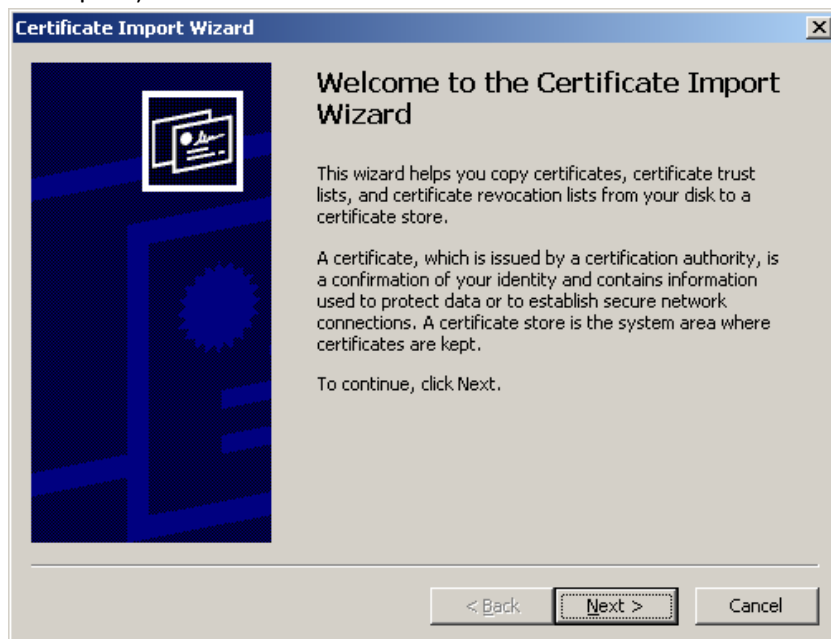 Certificate Import Wizard
Welcome to the Certificate Import
Wizard
This wizard helps you copy certificates, certificate trust
lists, and certificate revocation lists from your disk to a
certificate store.
A certificate, which is issued by a certification authority, is
a confirmation of your identity and contains information
used to protect data or to establish secure network
connections. A certificate store is the system area where
certificates are kept.
To continue, click Next.
< Back
Next >
Cancel